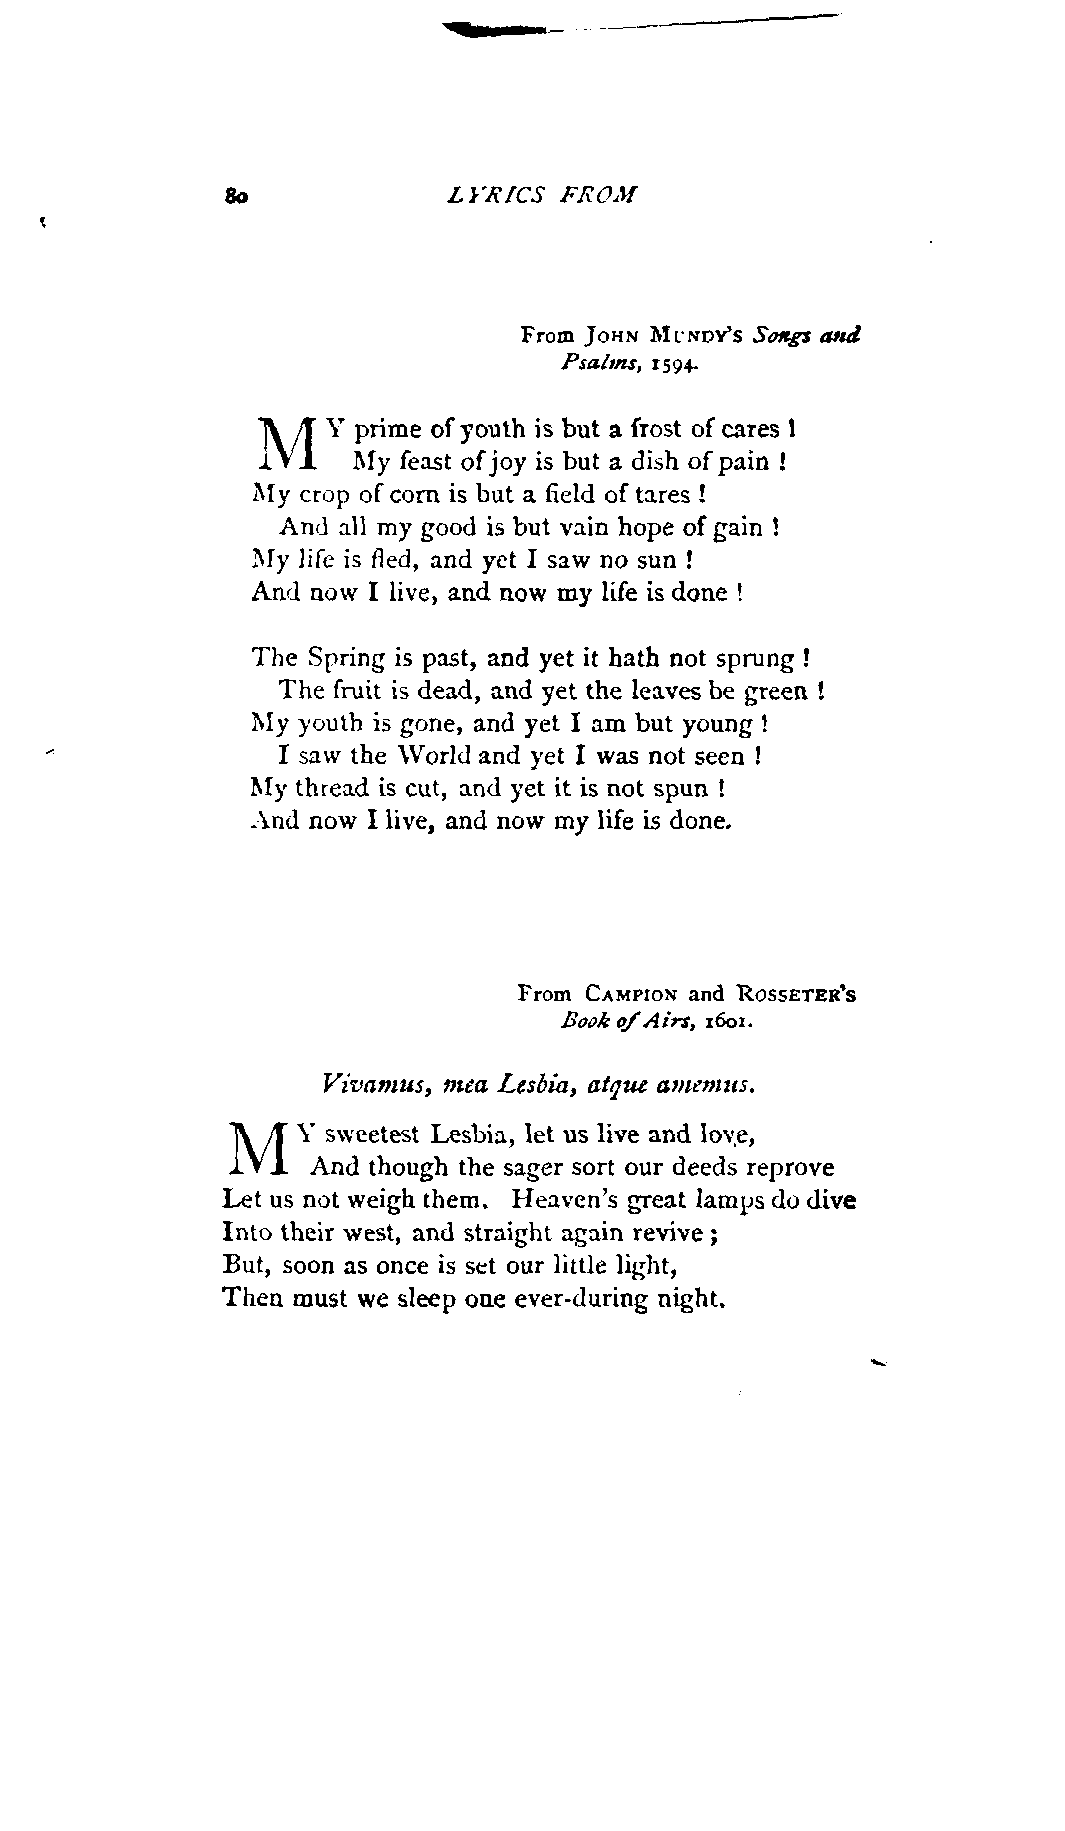 80 LYRICS FROM
From JOHN MUNDY'S Songs and
Psalms, 1594.
MY prime of youth is but a frost of cares !
My feast of joy is but a dish of pain !
My crop of corn is but a field of tares !
And all my good is but vain hope of gain !
My life is fled, and yet I saw no sun !
And now I live, and now my life is done !
The Spring is past, and yet it hath not sprung !
The fruit is dead, and yet the leaves be green !
My youth is gone, and yet I am but young !
I saw the World and yet I was not seen !
My thread is cut, and yet it is not spun !
And now I live, and now my life is done.
From CAMPION and ROSSETER'S
Book of Airs, 1601.
Vivamus, mea Lesbia, atque amemus.
MY sweetest Lesbia, let us live and love,
And though the sager sort our deeds reprove
Let us not weigh them. Heaven's great lamps do dive
Into their west, and straight again revive ;
But, soon as once is set our little light,
Then must we sleep one ever-during night.